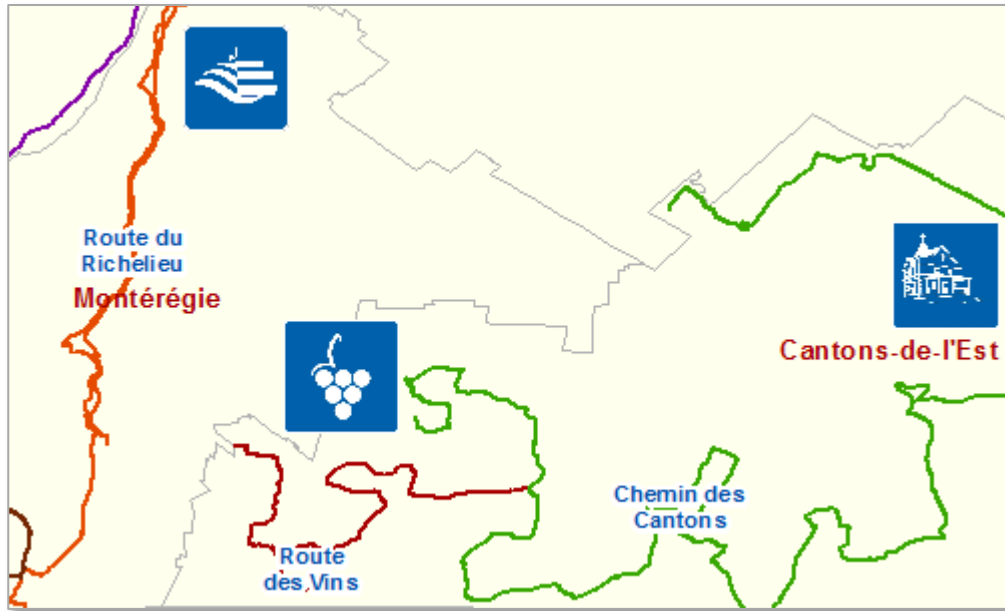 Route du
Richelieu
Montérégie
Cantons-de-l'Est
Chemin des
Cantons
Route
des Vins